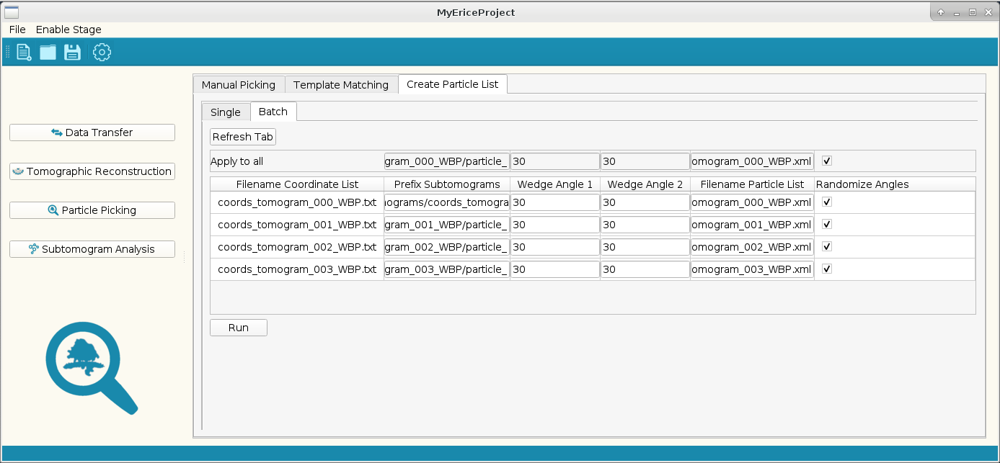 MyEriceProject
File Enable Stage
Manual Picking Template Matching Create Particle List
Single Batch
Refresh Tab
Apply to all gram_000_WBP/particle_ 30 30 omogram_000_WBP.xml
Filename Coordinate List Prefix Subtomograms Wedge Angle 1 Wedge Angle 2 Filename Particle List Randomize Angles
coords_tomogram_000_WBP.txt ograms/coords_tomogra 30 30 omogram_000_WBP.xml
coords_tomogram_001_WBP.txt gram_001_WBP/particle_ 30 30 omogram_001_WBP.xml
coords_tomogram_002_WBP.txt gram_002_WBP/particle_ 30 30 omogram_002_WBP.xml
coords_tomogram_003_WBP.txt gram_003_WBP/particle_ 30 30 omogram_003_WBP.xml
Run
Data Transfer
Tomographic Reconstruction
Particle Picking
Subtomogram Analysis